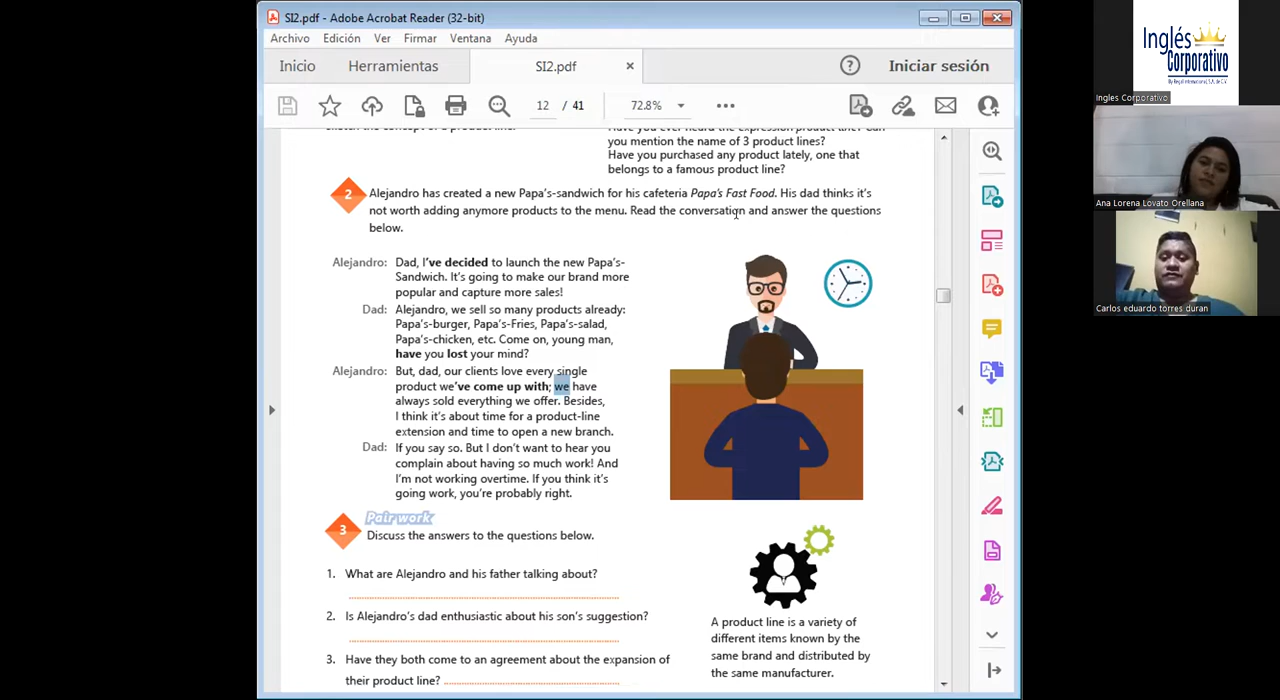 SI2.pdf - Adobe Acrobat Reader (32-bit)
Archivo Edición Ver Firmar Ventana Ayuda
Inicio Herramientas SI2.pdf × Iniciar sesión
12 / 41 72.8%
Have you ever heard the expression product line? Can
you mention the name of 3 product lines?
Have you purchased any product lately, one that
belongs to a famous product line?
2 Alejandro has created a new Papa's-sandwich for his cafeteria Papa's Fast Food. His dad thinks it's
not worth adding anymore products to the menu. Read the conversation and answer the questions
below.
Alejandro: Dad, I've decided to launch the new Papa's-
Sandwich. It's going to make our brand more
popular and capture more sales!
Dad: Alejandro, we sell so many products already:
Papa's-burger, Papa's-Fries, Papa's-salad,
Papa's-chicken, etc. Come on, young man,
have you lost your mind?
Alejandro: But, dad, our clients love every single
product we've come up with; we have
always sold everything we offer. Besides,
I think it's about time for a product-line
extension and time to open a new branch.
Dad: If you say so. But I don't want to hear you
complain about having so much work! And
I'm not working overtime. If you think it's
going work, you're probably right.
3 Pair work
Discuss the answers to the questions below.
1. What are Alejandro and his father talking about?
2. Is Alejandro's dad enthusiastic about his son's suggestion?
3. Have they both come to an agreement about the expansion of
their product line?
A product line is a variety of
different items known by the
same brand and distributed by
the same manufacturer.
Inglés
Corporativo
Ingles Corporativo
Ana Lorena Lovato Orellana
Carlos eduardo torres duran